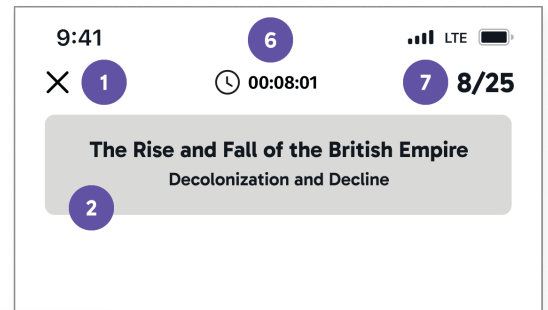 9:41
6
LTE
1
00:08:01
7
8/25
The Rise and Fall of the British Empire
Decolonization and Decline
2